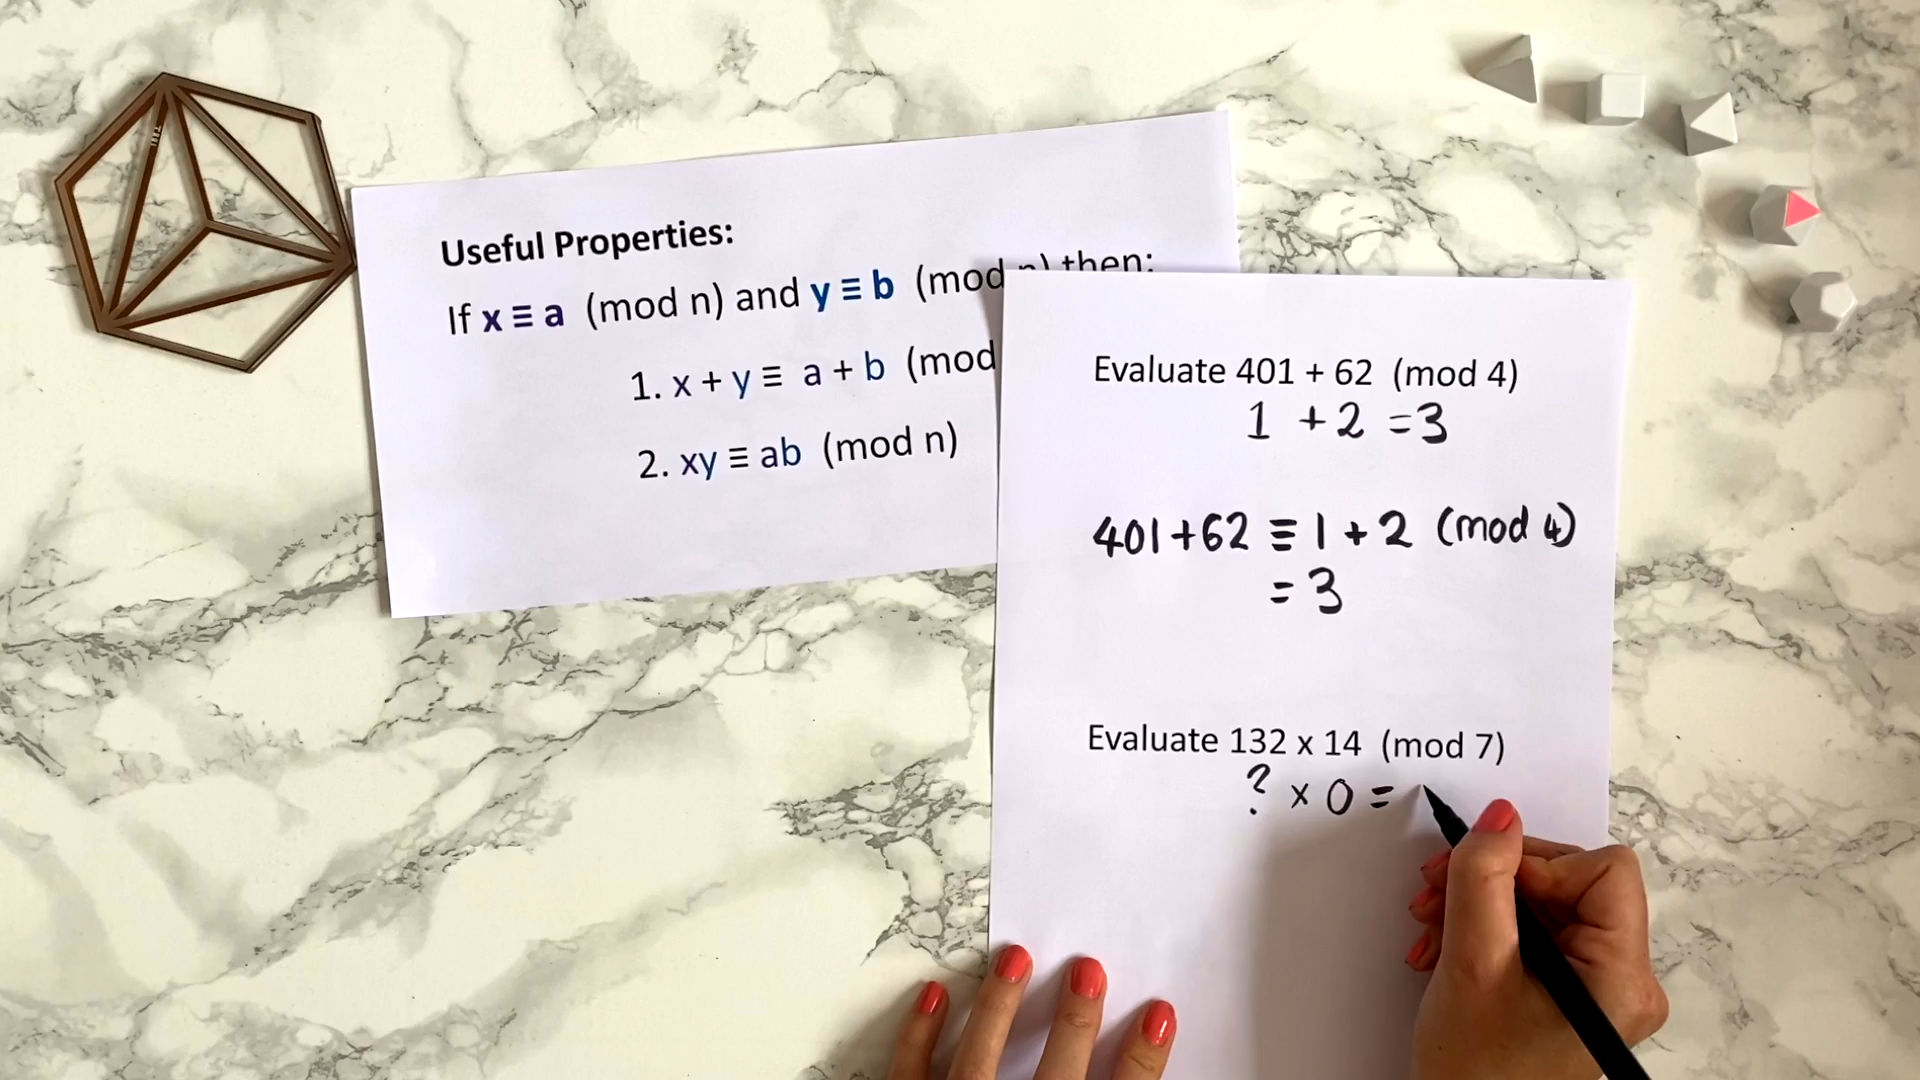 Useful Properties:
If x ≡ a (mod n) and y ≡ b (mod n) then:
1. x + y ≡ a + b (mod
2. xy ≡ ab (mod n)
Evaluate 401 + 62 (mod 4)
1 + 2 = 3
401 + 62 ≡ 1 + 2 (mod 4)
= 3
Evaluate 132 x 14 (mod 7)
? × 0 =